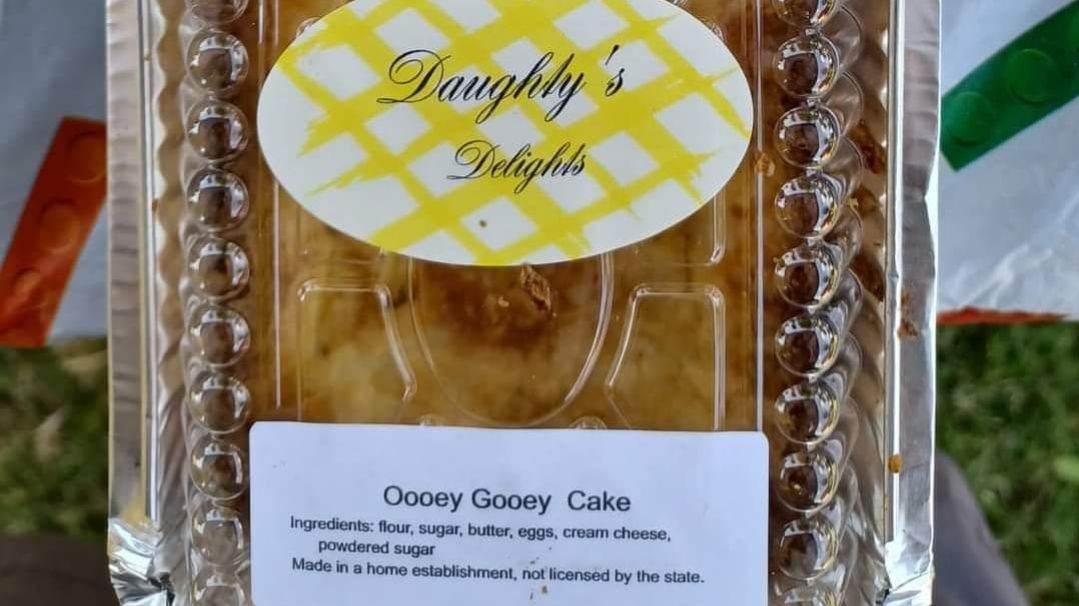 Daughty's
Delights
Oooey Gooey Cake
Ingredients: flour, sugar, butter, eggs, cream cheese,
powdered sugar
Made in a home establishment, not licensed by the state.